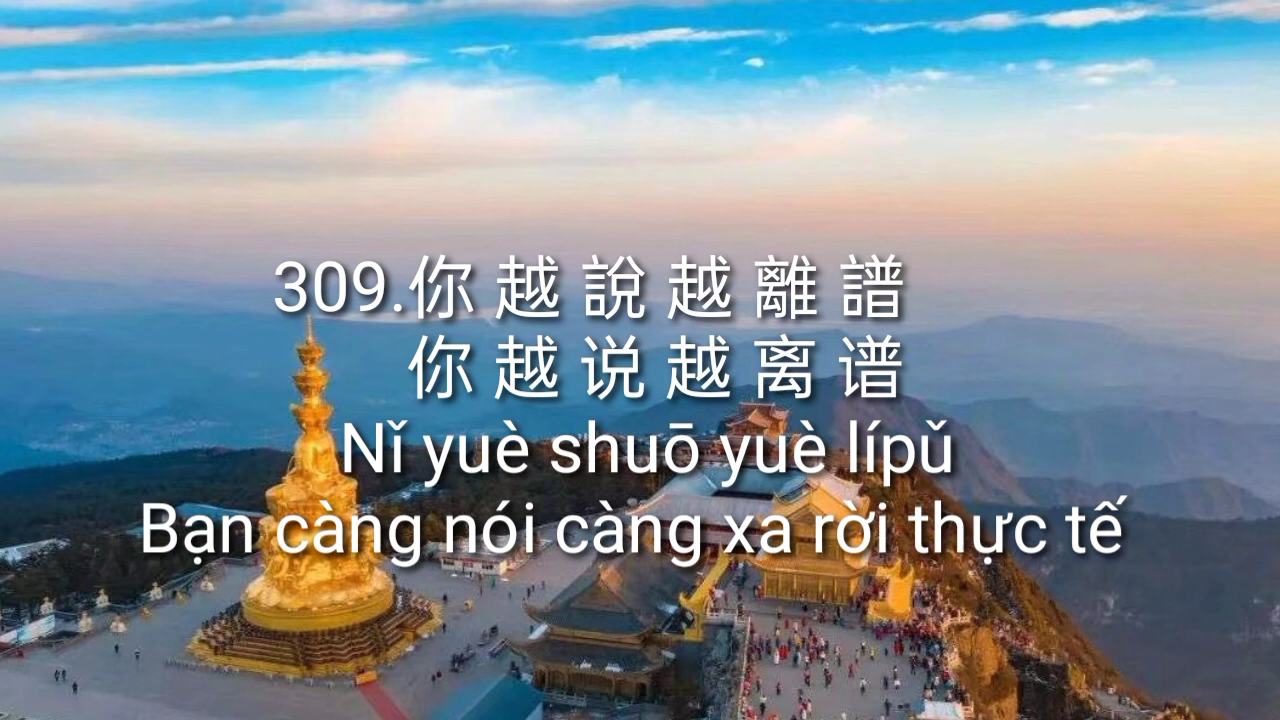 309.你 越 說 越 離 譜
你 越 说 越 离 谱
Nǐ yuè shuō yuè lípǔ
Bạn càng nói càng xa rời thực tế